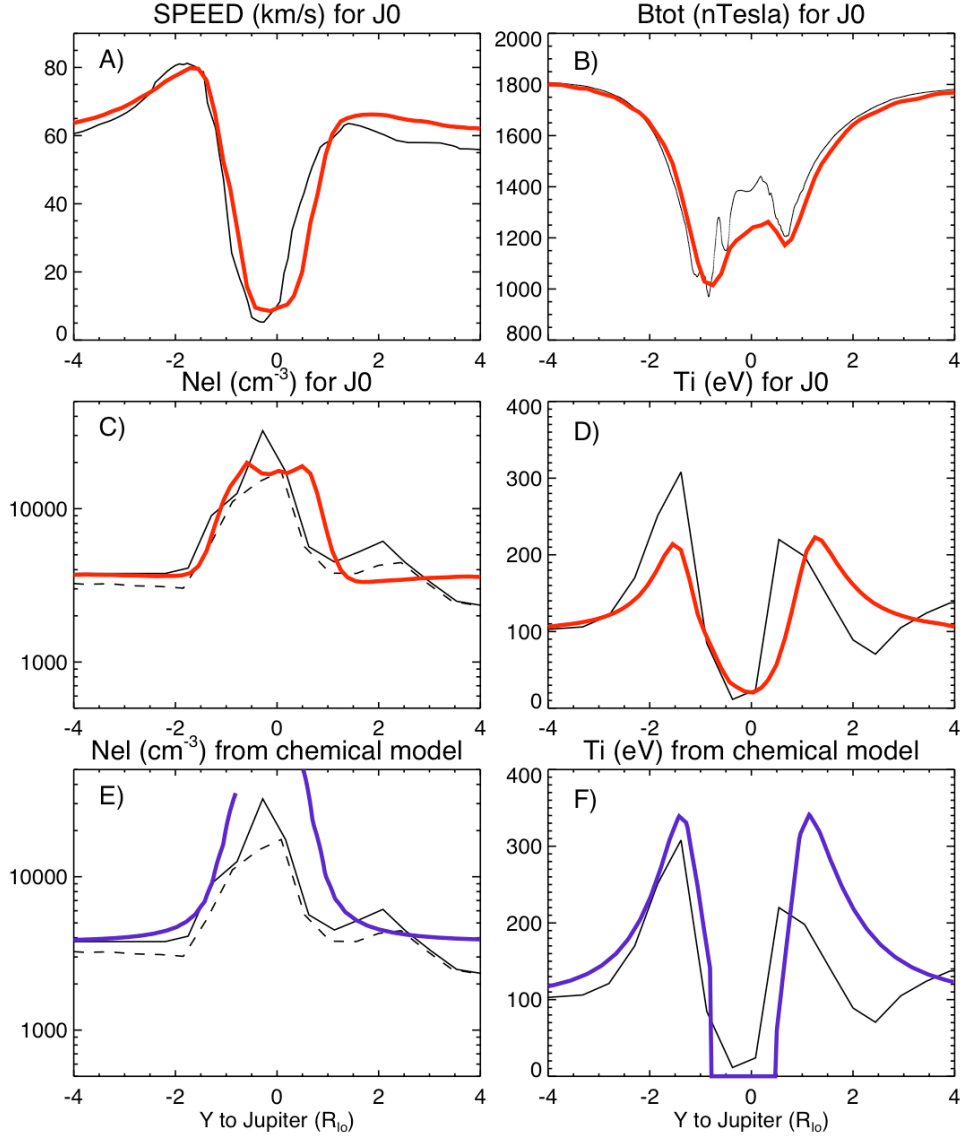 SPEED (km/s) for J0
Btot (nTesla) for J0
A)
80
60
40
20
0
-4 -2 0 2 4
B)
2000
1800
1600
1400
1200
1000
800
-4 -2 0 2 4
Nel (cm⁻³) for J0
Ti (eV) for J0
C)
10000
1000
-4 -2 0 2 4
D)
400
300
200
100
0
-4 -2 0 2 4
Nel (cm⁻³) from chemical model
Ti (eV) from chemical model
E)
10000
1000
-4 -2 0 2 4
Y to Jupiter (R_Io)
F)
400
300
200
100
0
-4 -2 0 2 4
Y to Jupiter (R_Io)